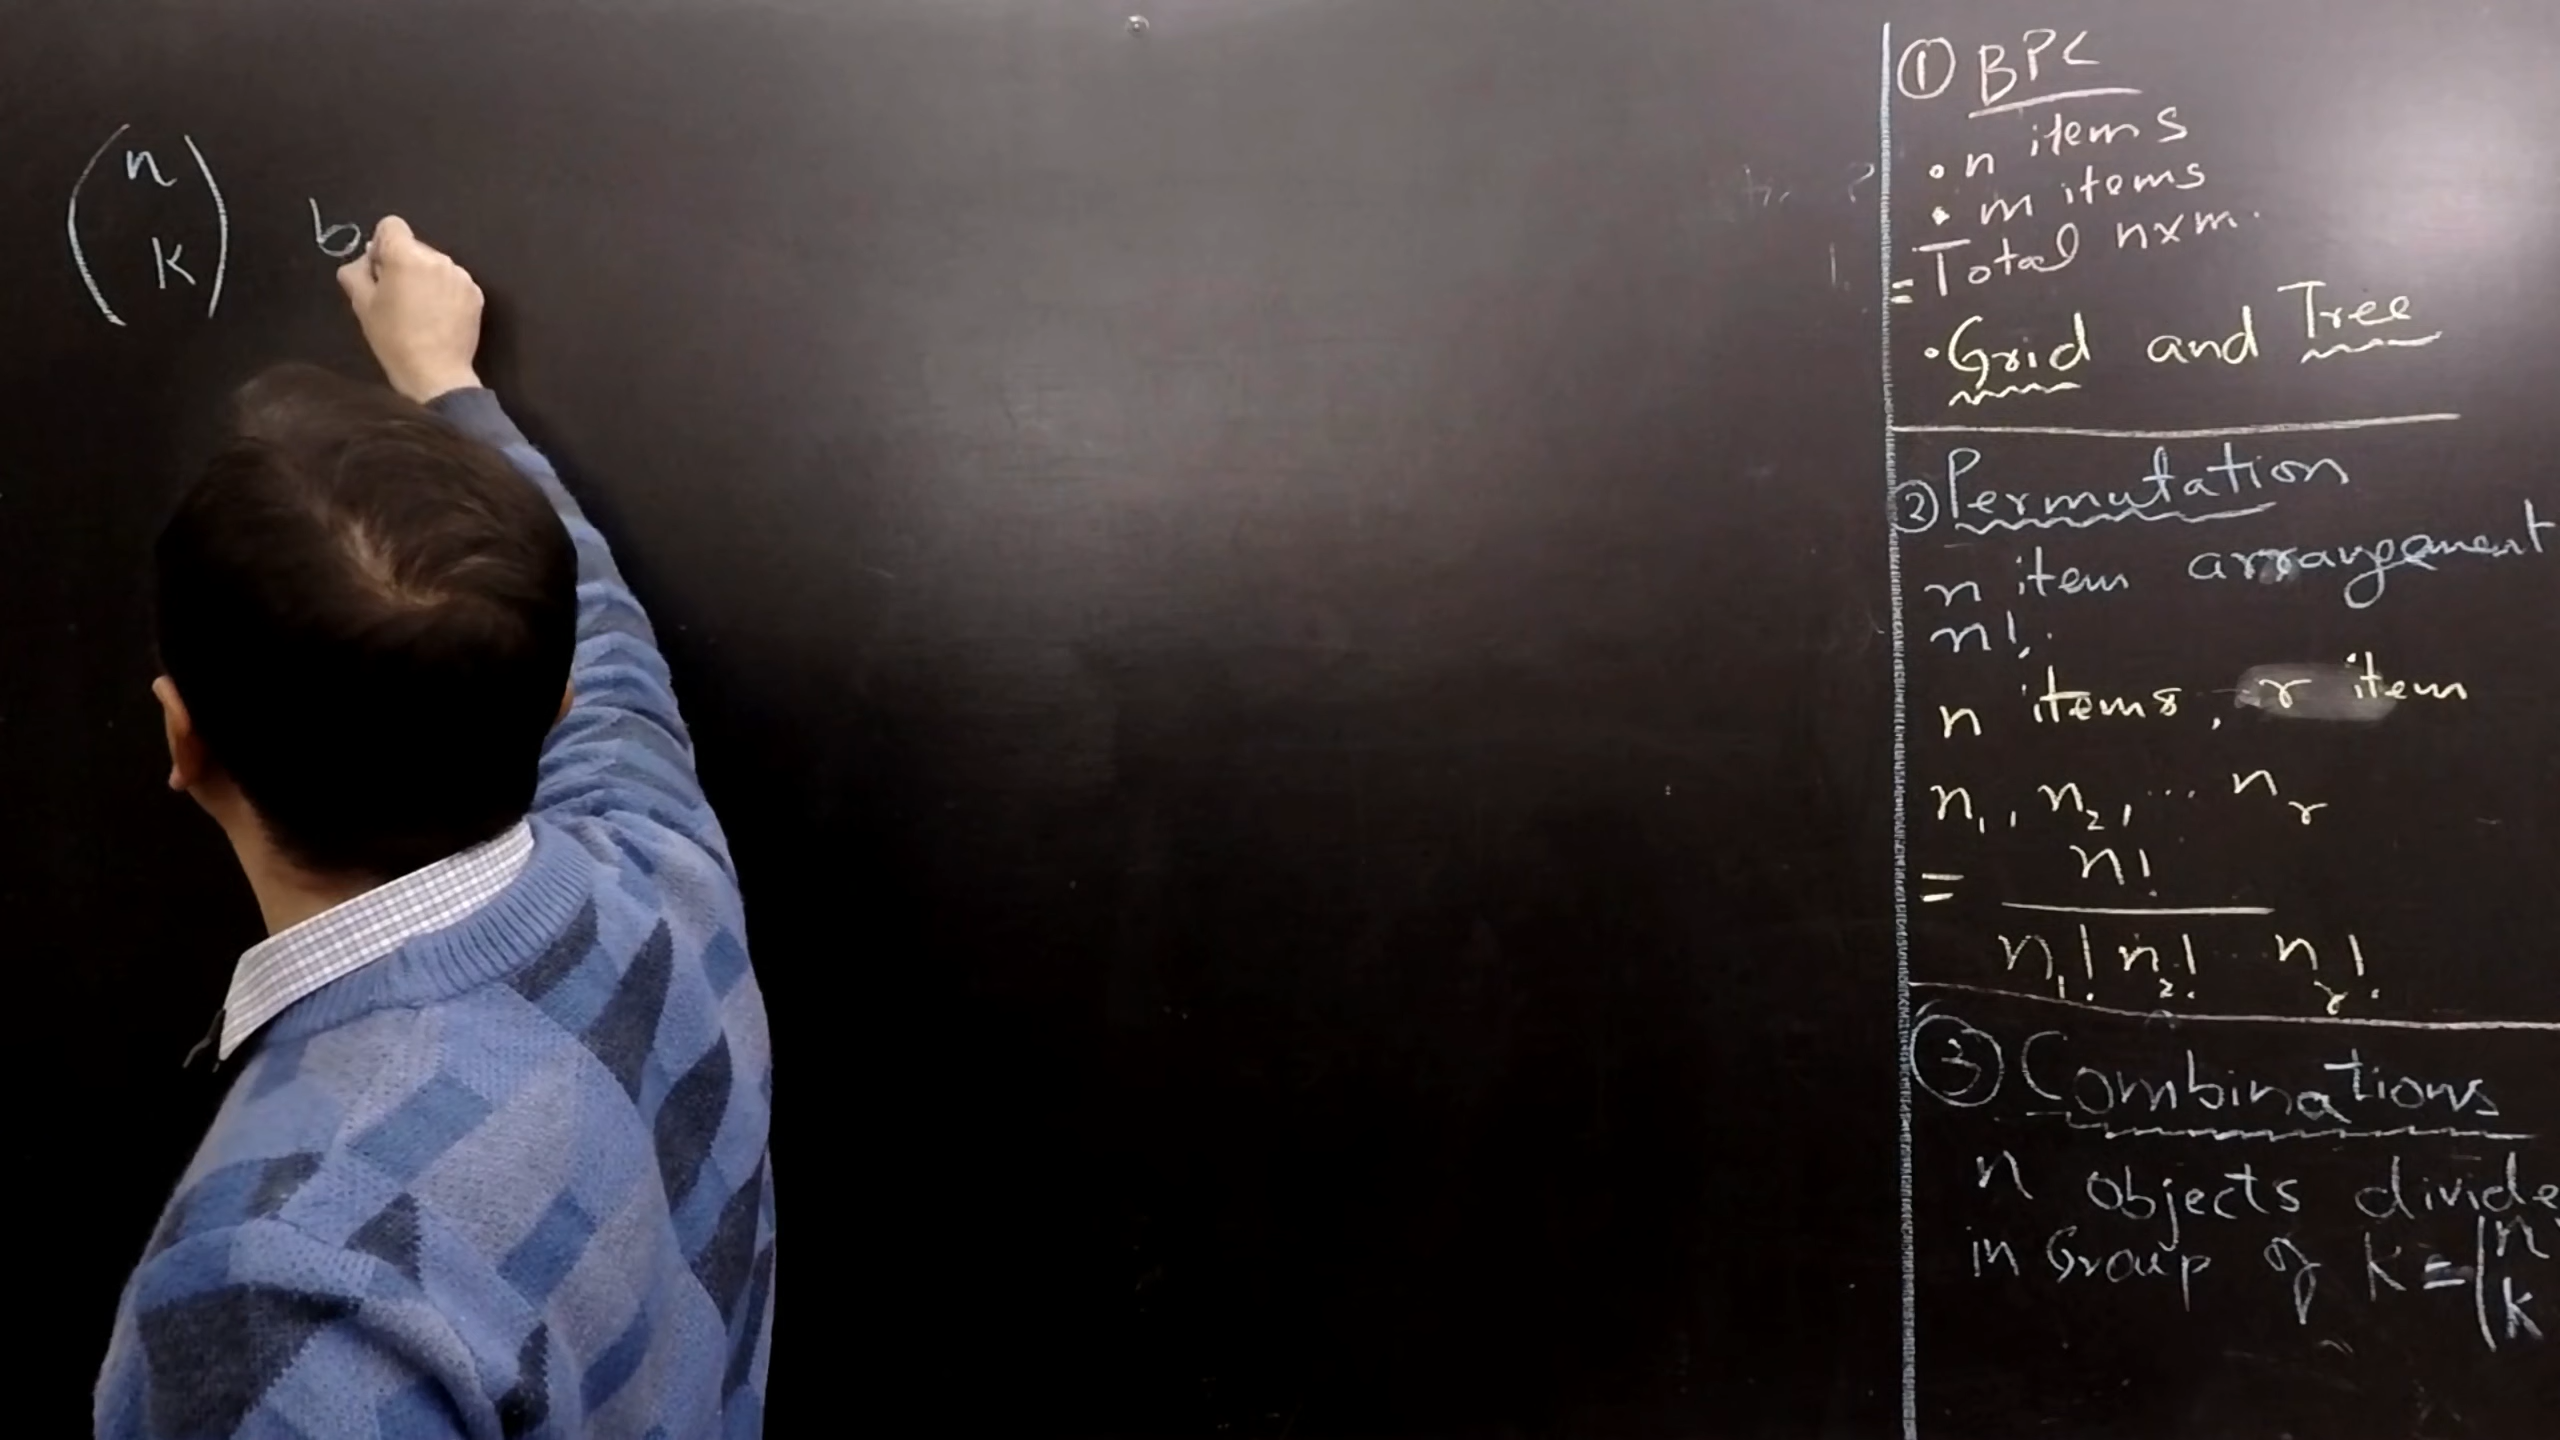 (n
k) b
① BPC
• n items
• m items
= Total n×m.
• Grid and Tree
② Permutation
n item arrangement
n!.
n items, r item
n₁, n₂, ... nᵣ
= n!
n₁! n₂! ... nᵣ!
③ Combinations
n objects divide
in Group of k = (n
k